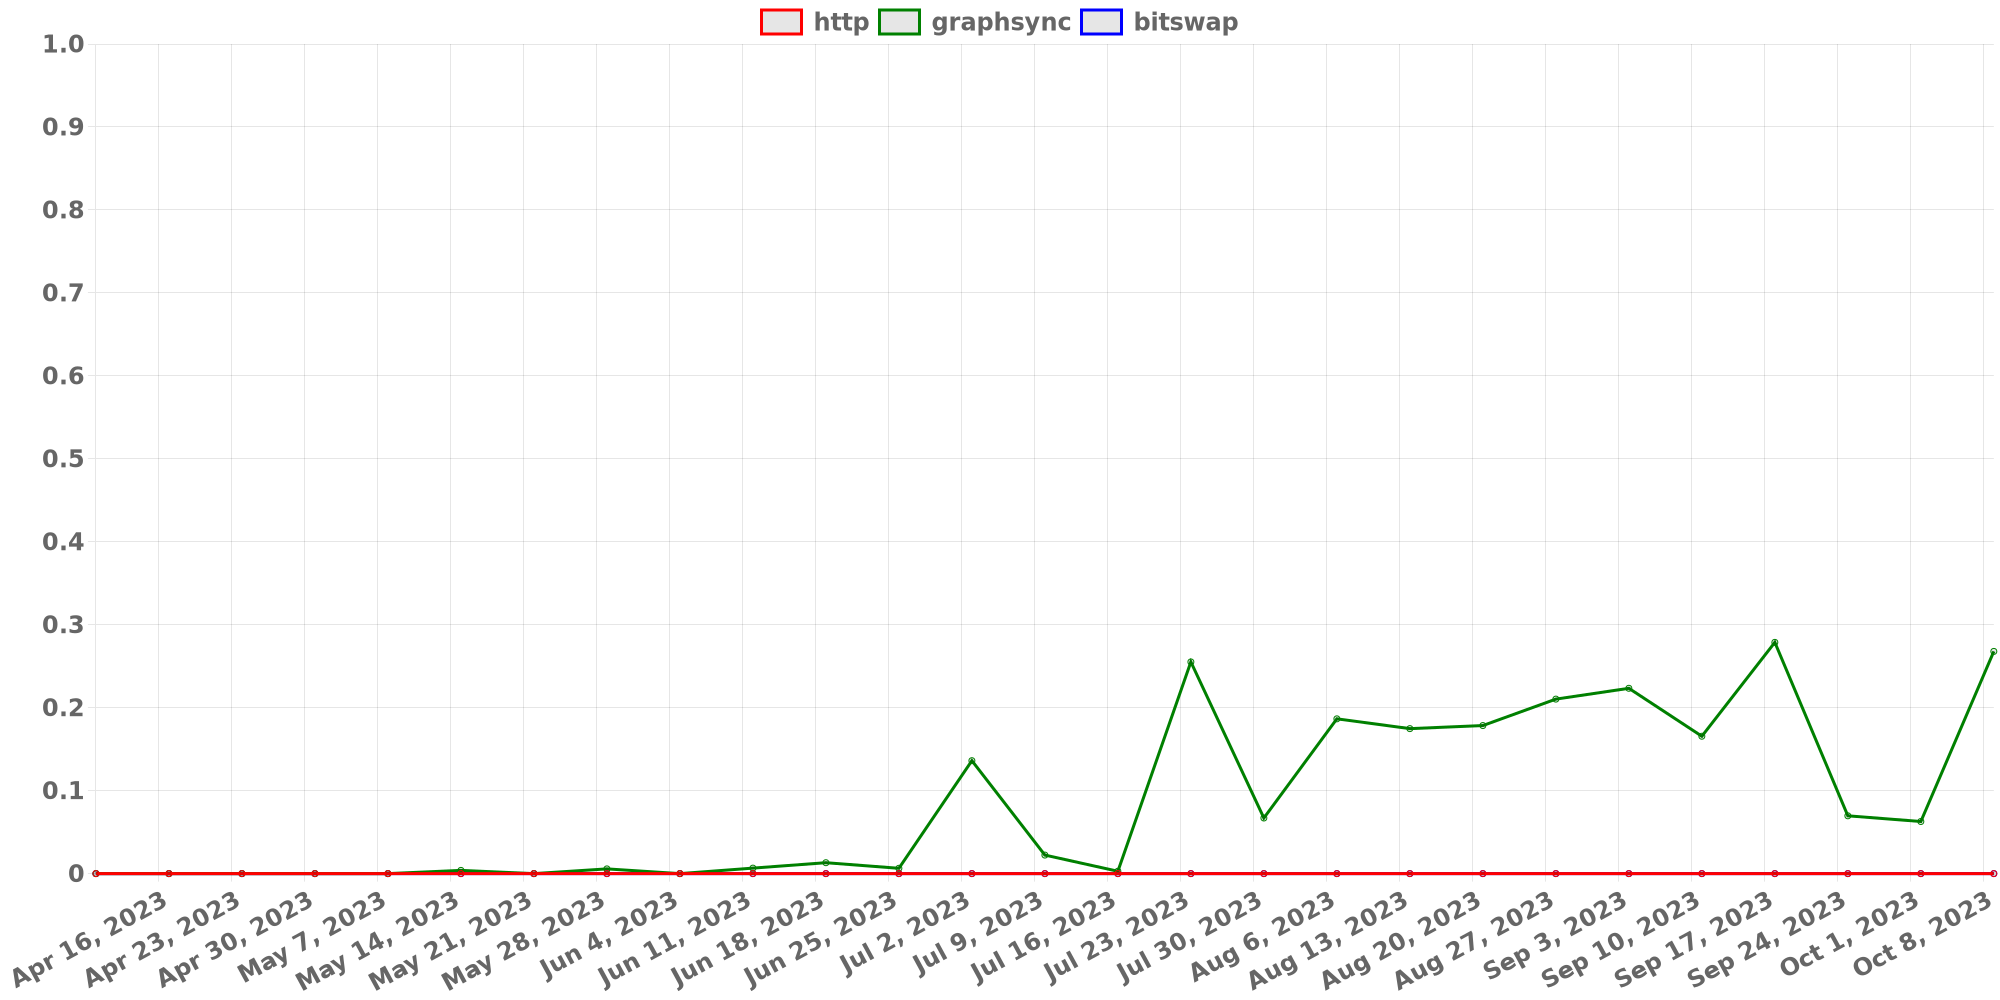 http graphsync bitswap
1.0
0.9
0.8
0.7
0.6
0.5
0.4
0.3
0.2
0.1
0
Apr 16, 2023
Apr 23, 2023
Apr 30, 2023
May 7, 2023
May 14, 2023
May 21, 2023
May 28, 2023
Jun 4, 2023
Jun 11, 2023
Jun 18, 2023
Jun 25, 2023
Jul 2, 2023
Jul 9, 2023
Jul 16, 2023
Jul 23, 2023
Jul 30, 2023
Aug 6, 2023
Aug 13, 2023
Aug 20, 2023
Aug 27, 2023
Sep 3, 2023
Sep 10, 2023
Sep 17, 2023
Sep 24, 2023
Oct 1, 2023
Oct 8, 2023